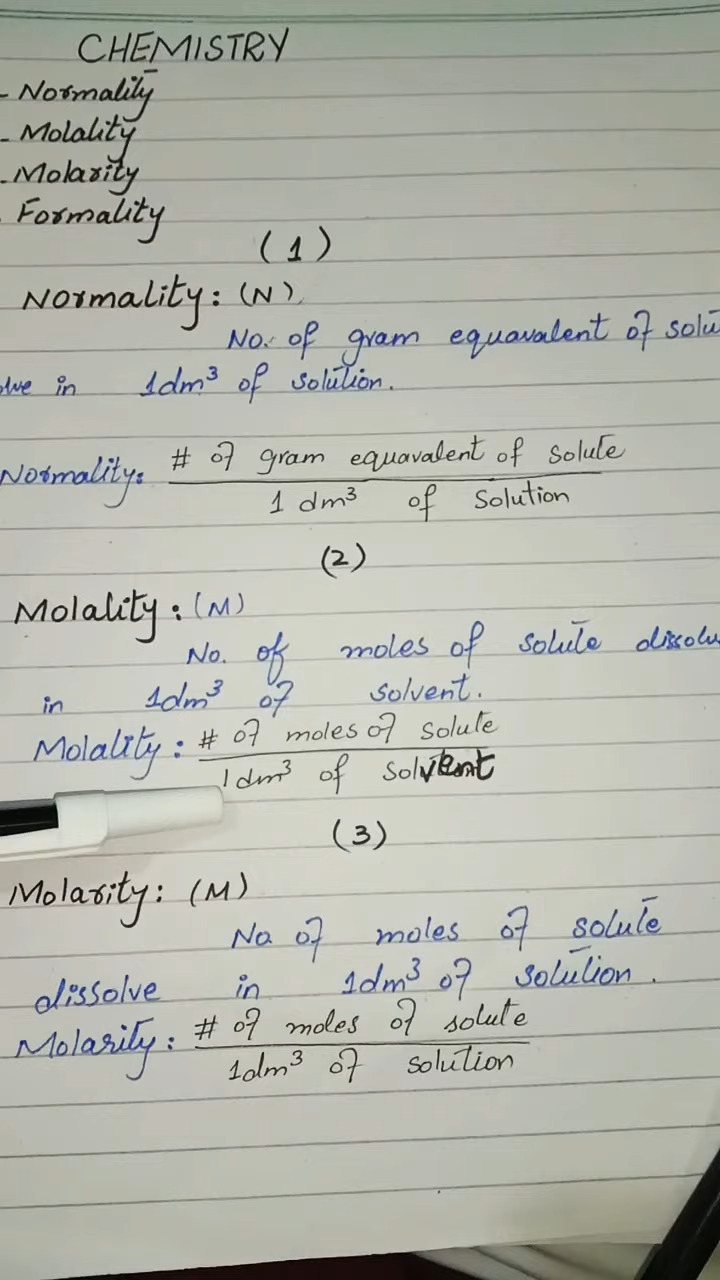 CHEMISTRY
- Normality
- Molality
- Molarity
- Formality
(1)
Normality: (N)
No. of gram equavalent of solu
olve in 1dm³ of solution.
Normality: # of gram equavalent of solute
1 dm³ of Solution
(2)
Molality: (M)
No. of moles of solute dissolu
in 1dm³ of solvent.
Molality: # of moles of solute
1dm³ of solvent
(3)
Molarity: (M)
No of moles of solute
dissolve in 1dm³ of solution.
Molarity: # of moles of solute
1dm³ of solution